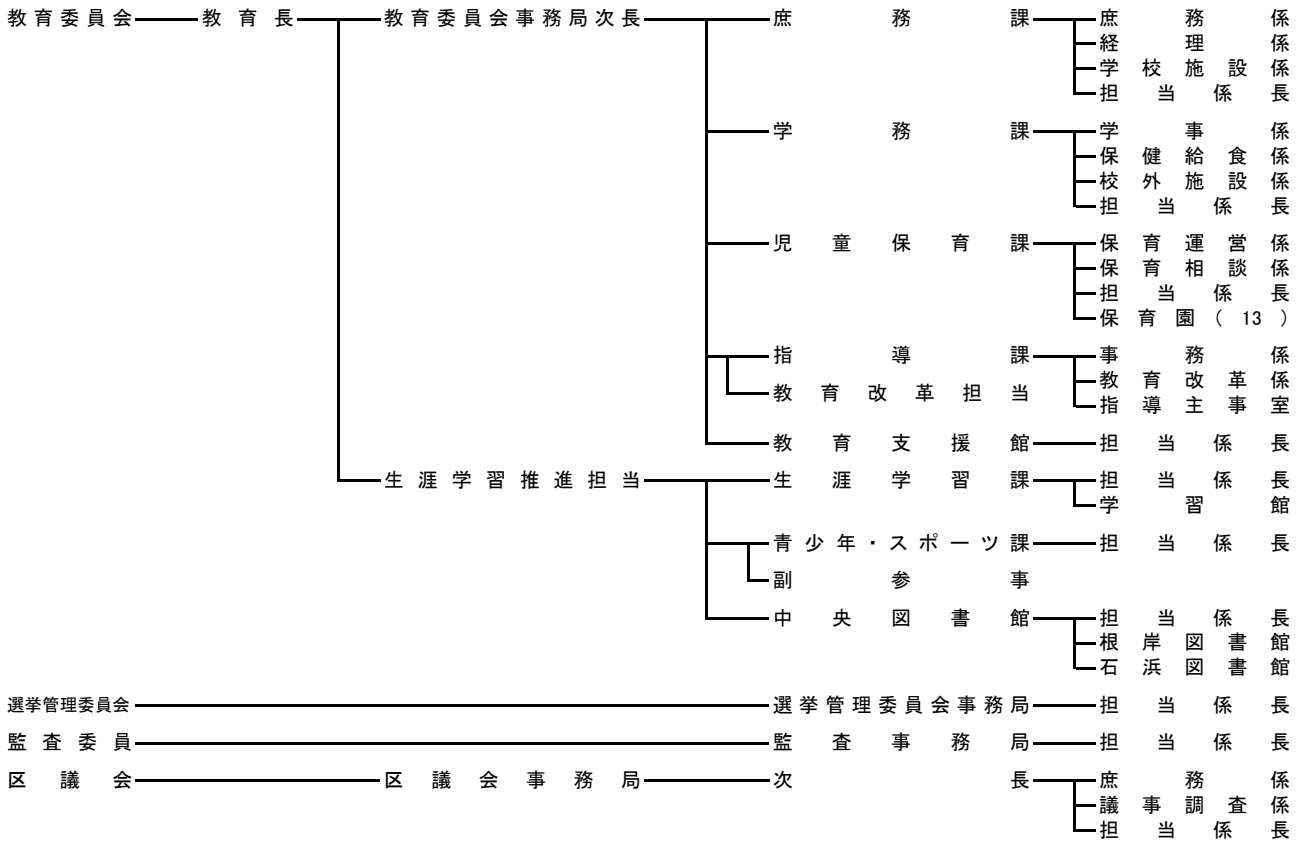 教育委員会 教育長 教育委員会事務局次長 庶務課 庶務係
経理係
学校施設係
担当係長
学務課 学事係
保健給食係
校外施設係
担当係長
児童保育課 保育運営係
保育相談係
担当係長
保育園(13)
指導課 事務係
教育改革係
教育改革担当
指導主事室
教育支援館 担当係長
生涯学習推進担当 生涯学習課 担当係長
学習館
青少年・スポーツ課 担当係長
副参事
中央図書館 担当係長
根岸図書館
石浜図書館
選挙管理委員会 選挙管理委員会事務局 担当係長
監査委員 監査事務局 担当係長
区議会 区議会事務局 次長 庶務係
議事調査係
担当係長